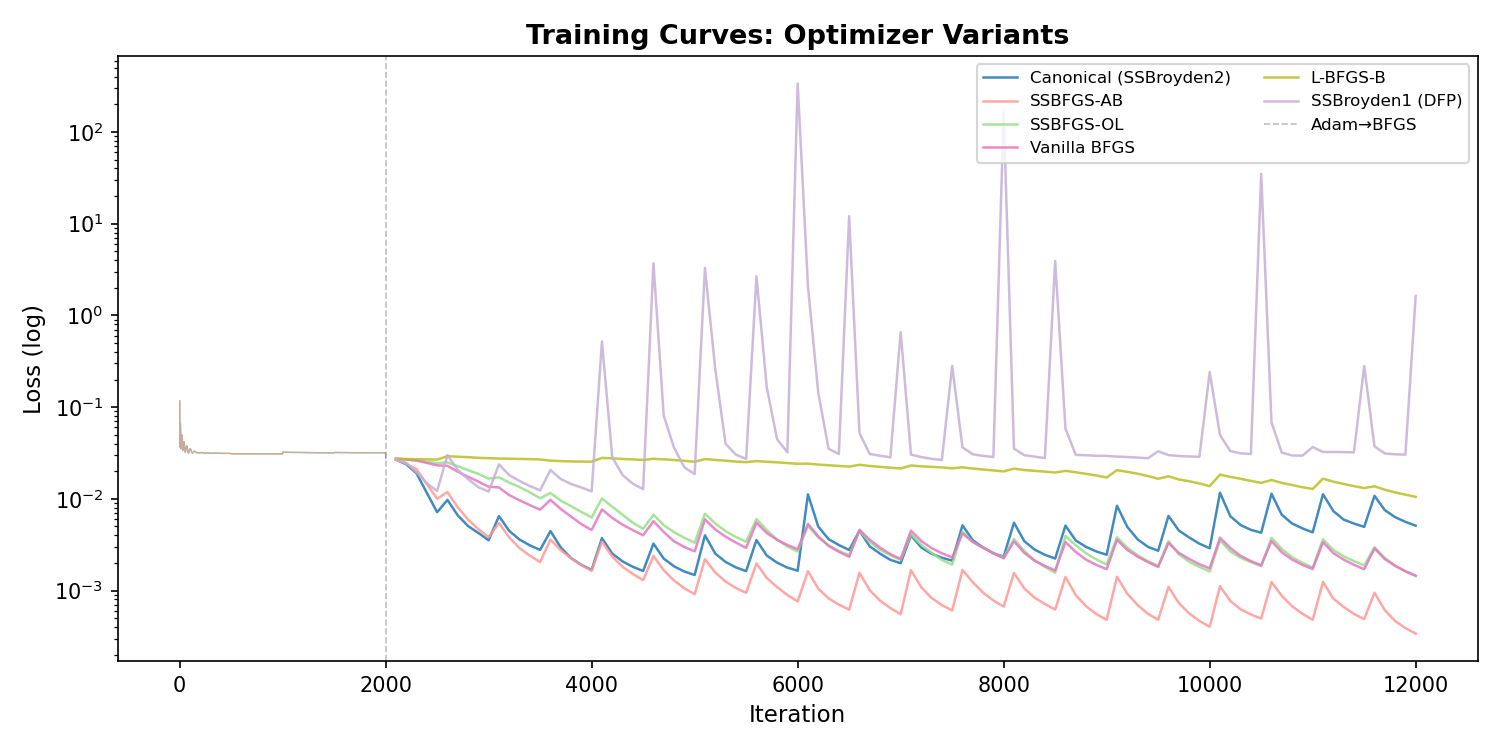 Training Curves: Optimizer Variants
Canonical (SSBroyden2)
SSBFGS-AB
SSBFGS-OL
Vanilla BFGS
L-BFGS-B
SSBroyden1 (DFP)
Adam→BFGS
Loss (log)
10²
10¹
10⁰
10⁻¹
10⁻²
10⁻³
0 2000 4000 6000 8000 10000 12000
Iteration